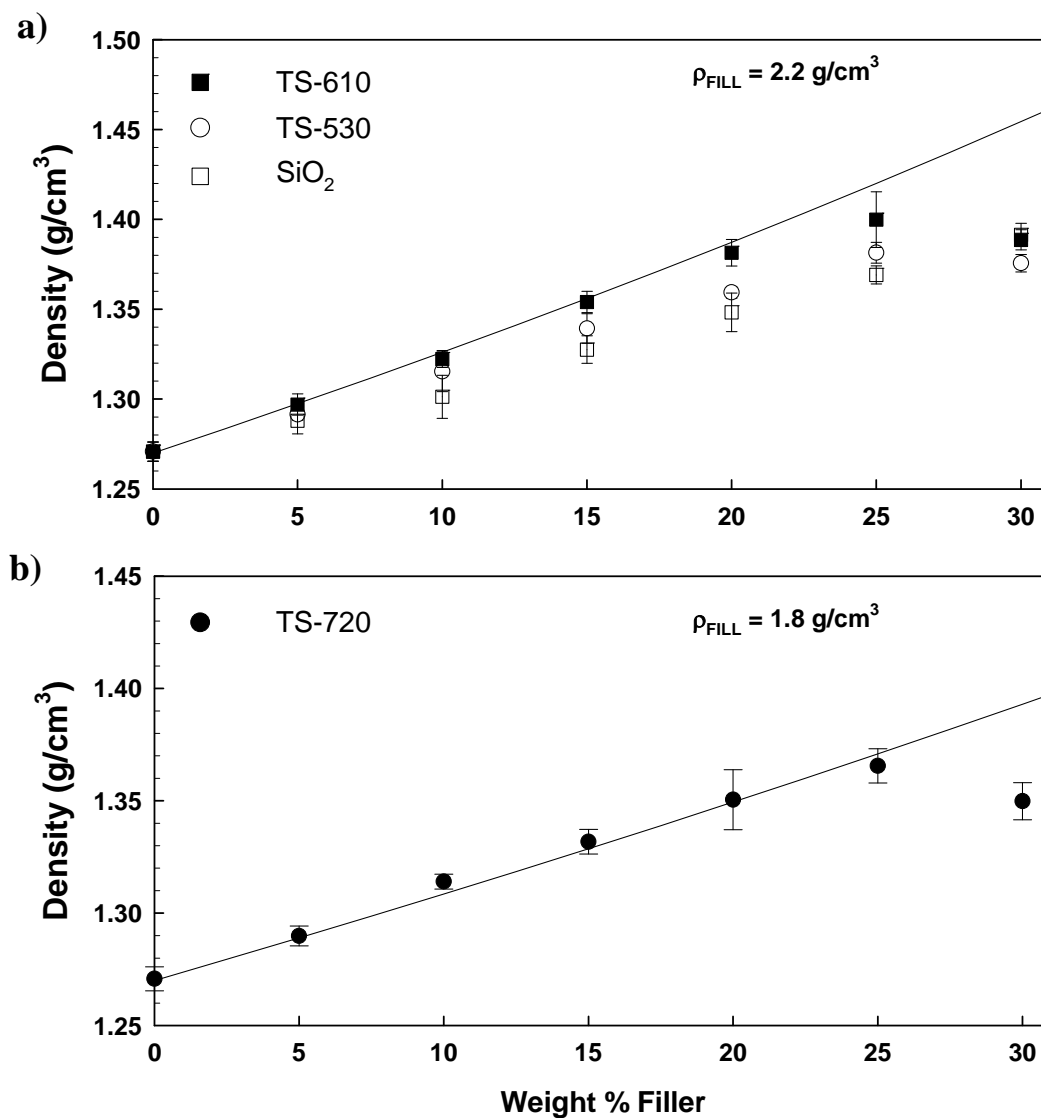 a)
1.50
1.45
1.40
1.35
1.30
1.25
Density (g/cm³)
TS-610
TS-530
SiO₂
ρFILL = 2.2 g/cm³
0 5 10 15 20 25 30
b)
1.45
1.40
1.35
1.30
1.25
Density (g/cm³)
TS-720
ρFILL = 1.8 g/cm³
0 5 10 15 20 25 30
Weight % Filler